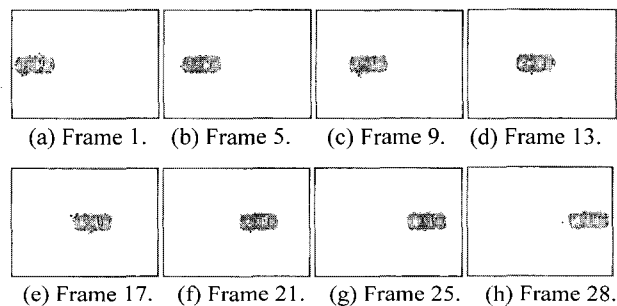 (a) Frame 1. (b) Frame 5. (c) Frame 9. (d) Frame 13.
(e) Frame 17. (f) Frame 21. (g) Frame 25. (h) Frame 28.